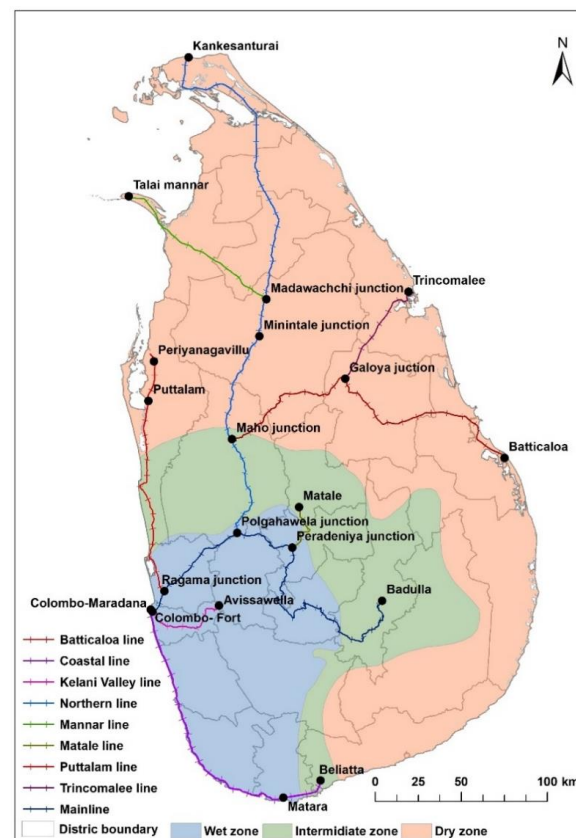 Kankesanturai
N
Talai mannar
Trincomalee
Madawachchi junction
Minintale junction
Periyanagavillu
Galoya juction
Puttalam
Maho junction
Batticaloa
Matale
Polgahawela junction
Peradeniya junction
Ragama junction
Badulla
Colombo-Maradana
Avissawella
Colombo- Fort
Batticaloa line
Coastal line
Kelani Valley line
Northern line
Mannar line
Matale line
Puttalam line
Trincomalee line
Mainline
Beliatta
0 25 50 100 km
Matara
Distric boundary Wet zone Intermidiate zone Dry zone